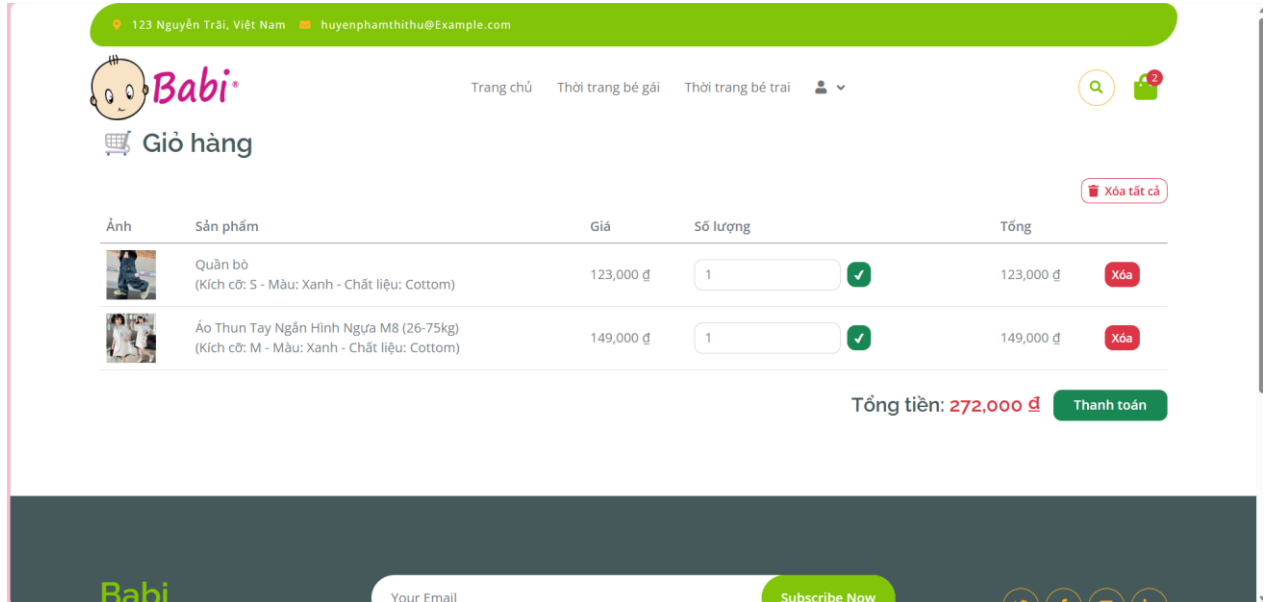 123 Nguyễn Trãi, Việt Nam huyenphamthithu@Example.com
Babi
Trang chủ Thời trang bé gái Thời trang bé trai
2
Giỏ hàng
Xóa tất cả
Ảnh Sản phẩm Giá Số lượng Tổng
Quần bò
(Kích cỡ: S - Màu: Xanh - Chất liệu: Cottom)
123,000 ₫ 1 123,000 ₫ Xóa
Áo Thun Tay Ngắn Hình Ngựa M8 (26-75kg)
(Kích cỡ: M - Màu: Xanh - Chất liệu: Cottom)
149,000 ₫ 1 149,000 ₫ Xóa
Tổng tiền: 272,000 ₫ Thanh toán
Babi
Your Email Subscribe Now